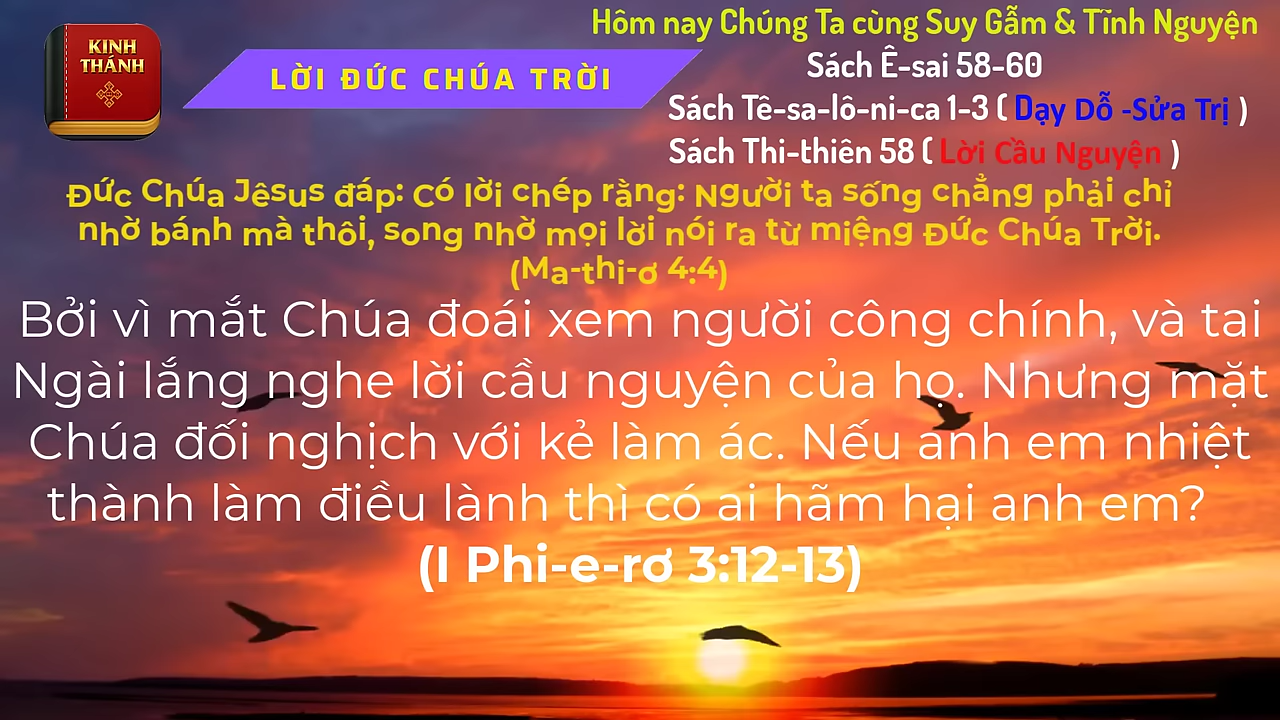 KINH
THÁNH
LỜI ĐỨC CHÚA TRỜI
Hôm nay Chúng Ta cùng Suy Gẫm & Tĩnh Nguyện
Sách Ê-sai 58-60
Sách Tê-sa-lô-ni-ca 1-3 ( Dạy Dỗ -Sửa Trị )
Sách Thi-thiên 58 ( Lời Cầu Nguyện )
Đức Chúa Jêsus đáp: Có lời chép rằng: Người ta sống chẳng phải chỉ
nhờ bánh mà thôi, song nhờ mọi lời nói ra từ miệng Đức Chúa Trời.
(Ma-thi-ơ 4:4)
Bởi vì mắt Chúa đoái xem người công chính, và tai
Ngài lắng nghe lời cầu nguyện của họ. Nhưng mặt
Chúa đối nghịch với kẻ làm ác. Nếu anh em nhiệt
thành làm điều lành thì có ai hãm hại anh em?
(I Phi-e-rơ 3:12-13)